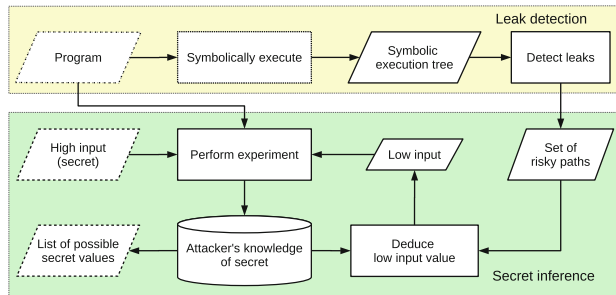 Leak detection
Program
Symbolically execute
Symbolic
execution tree
Detect leaks
High input
(secret)
Perform experiment
Low input
Set of
risky paths
List of possible
secret values
Attacker's knowledge
of secret
Deduce
low input value
Secret inference